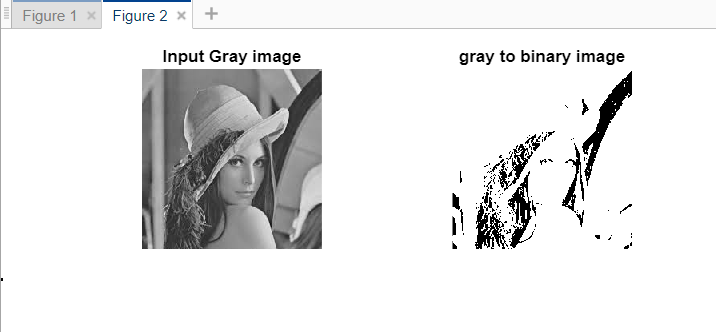 Figure 1 × Figure 2 × +
Input Gray image
gray to binary image